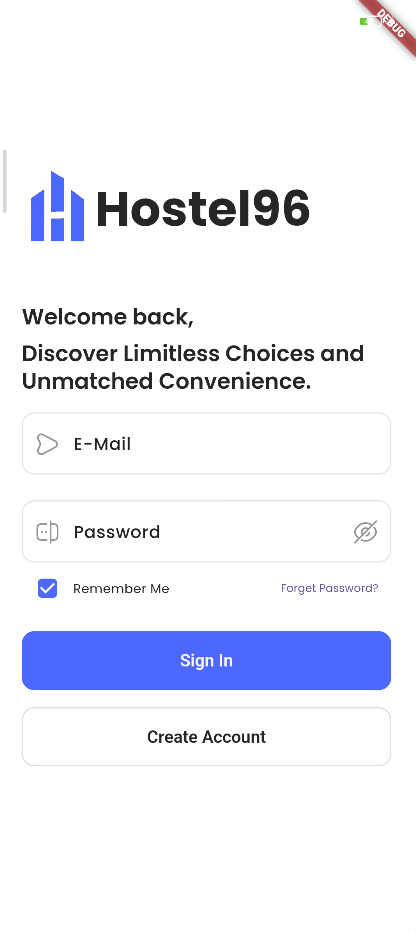 DEBUG
Hostel96
Welcome back,
Discover Limitless Choices and
Unmatched Convenience.
E-Mail
Password
Remember Me
Forget Password?
Sign In
Create Account